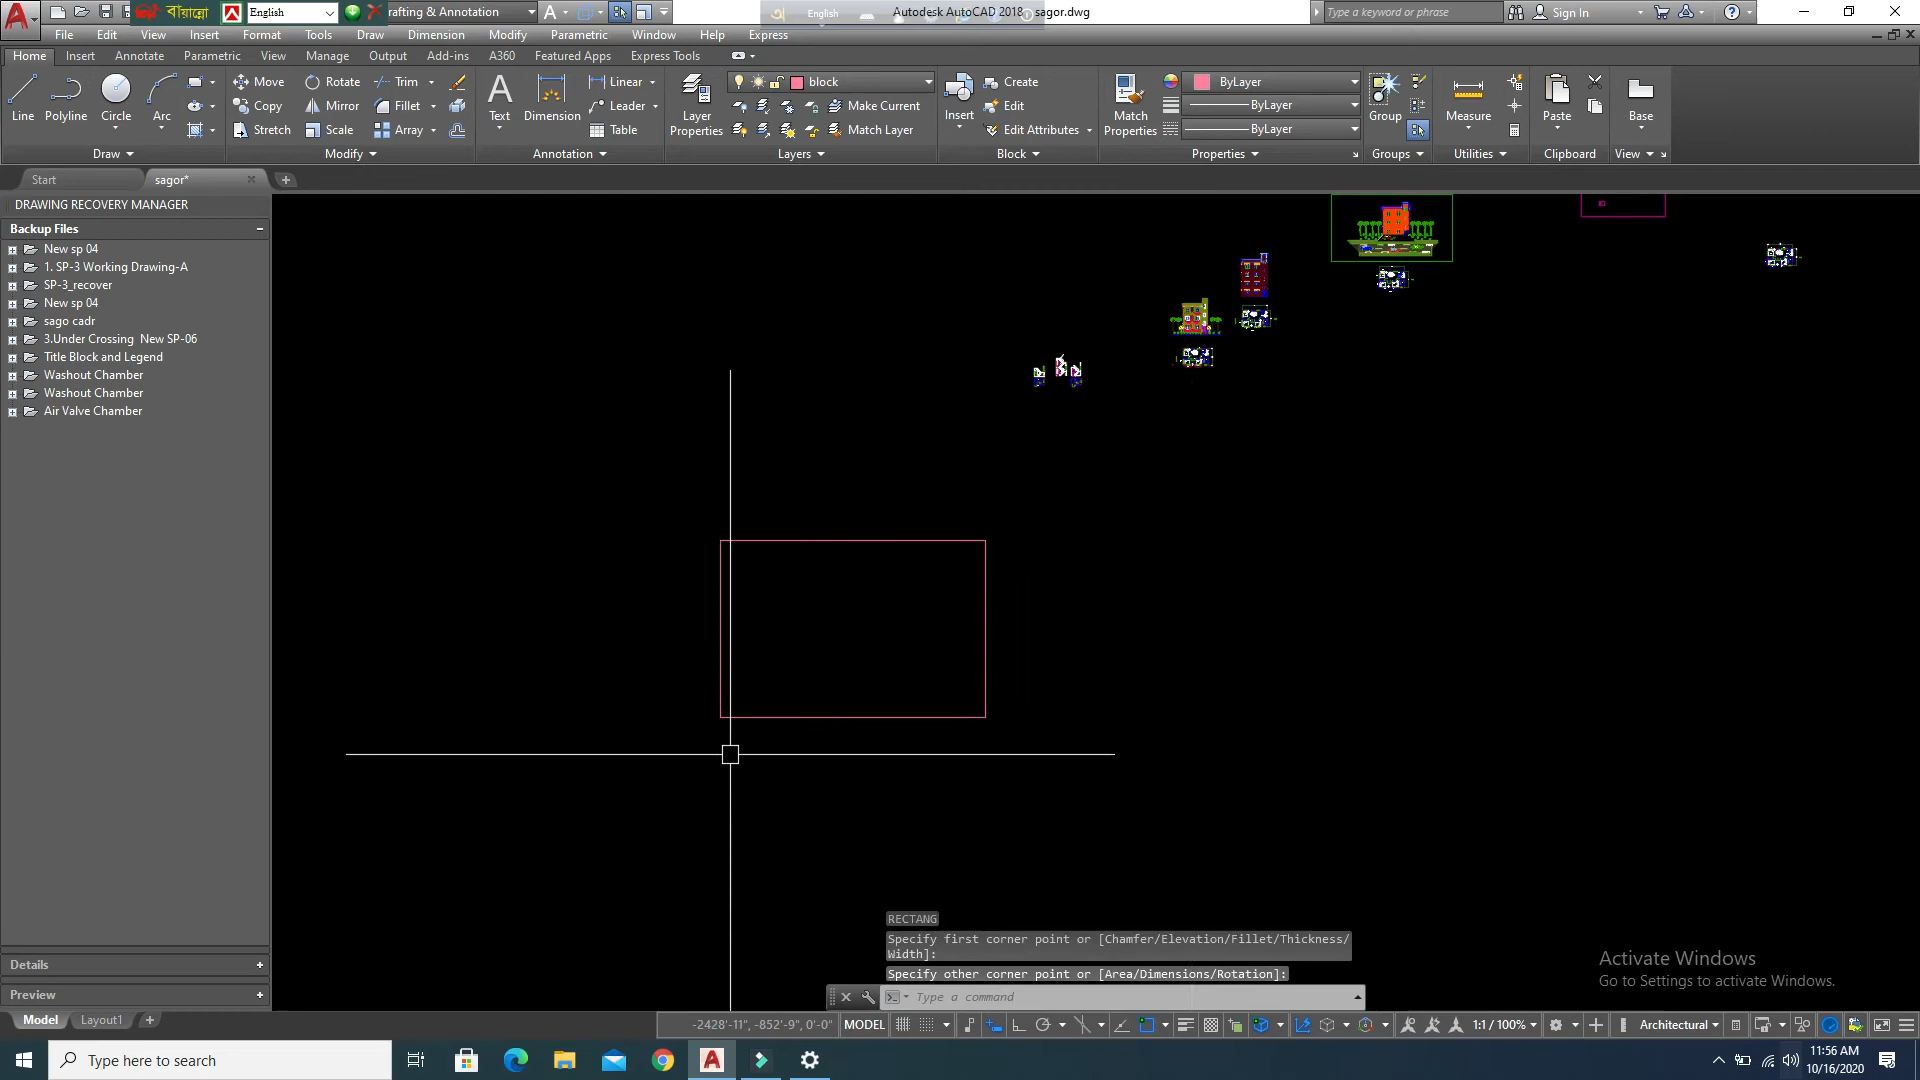 বায়ান্নো English rafting & Annotation English Autodesk AutoCAD 2018 sagor.dwg Type a keyword or phrase Sign In
File Edit View Insert Format Tools Draw Dimension Modify Parametric Window Help Express
Home Insert Annotate Parametric View Manage Output Add-ins A360 Featured Apps Express Tools
Move Rotate Trim Linear block Create ByLayer
Copy Mirror Fillet Leader Make Current Edit ByLayer
Line Polyline Circle Arc Text Dimension Layer Properties Insert Match Properties Group Measure Paste Base
Stretch Scale Array Table Match Layer Edit Attributes ByLayer
Draw Modify Annotation Layers Block Properties Groups Utilities Clipboard View
Start sagor*
DRAWING RECOVERY MANAGER
Backup Files
New sp 04
1. SP-3 Working Drawing-A
SP-3_recover
New sp 04
sago cadr
3.Under Crossing New SP-06
Title Block and Legend
Washout Chamber
Washout Chamber
Air Valve Chamber
RECTANG
Specify first corner point or [Chamfer/Elevation/Fillet/Thickness/
Width]:
Specify other corner point or [Area/Dimensions/Rotation]:
Type a command
Activate Windows
Go to Settings to activate Windows.
Details
Preview
Model Layout1
-2428'-11", -852'-9", 0'-0" MODEL 1:1 / 100% Architectural
Type here to search
11:56 AM
10/16/2020